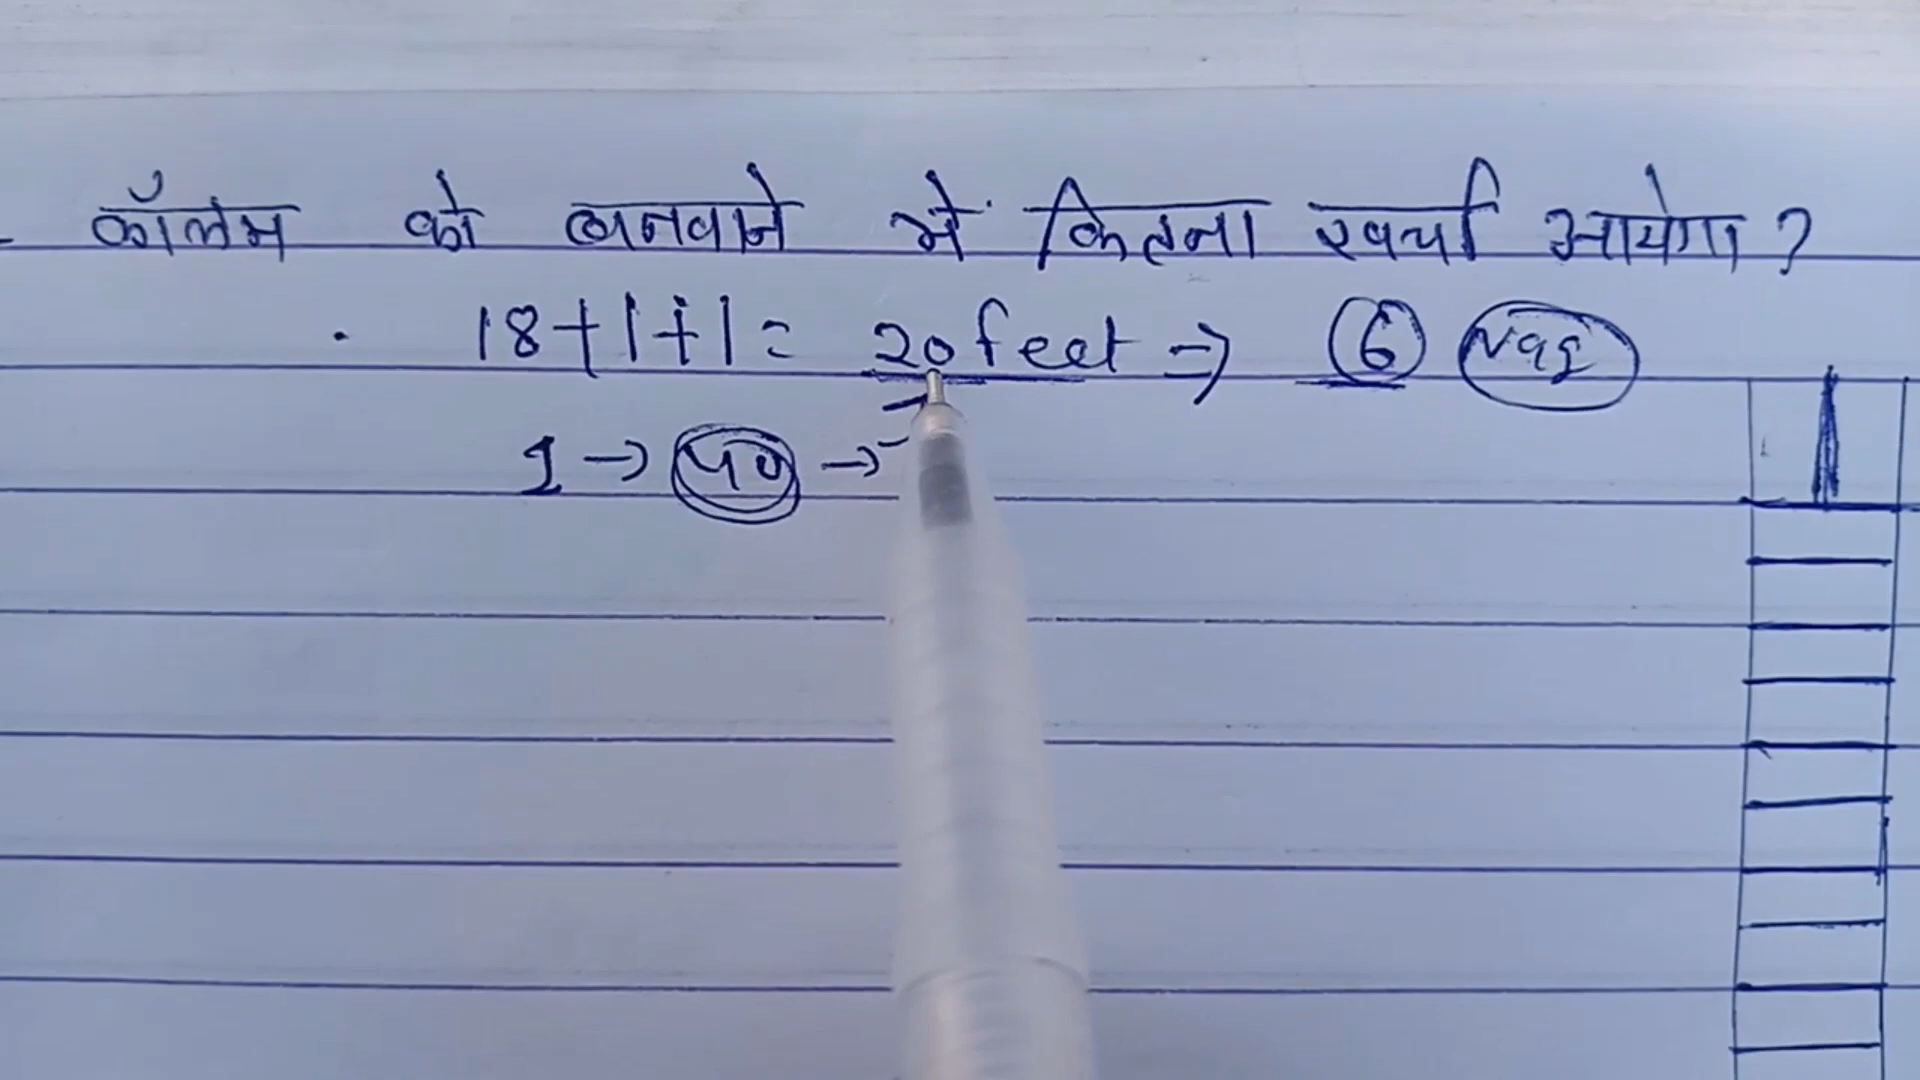 कॉलम को बनवाने में कितना खर्चा आयेगा ?
18+1+1= 20 feet ⇒ 6 nag
1 → 40 →